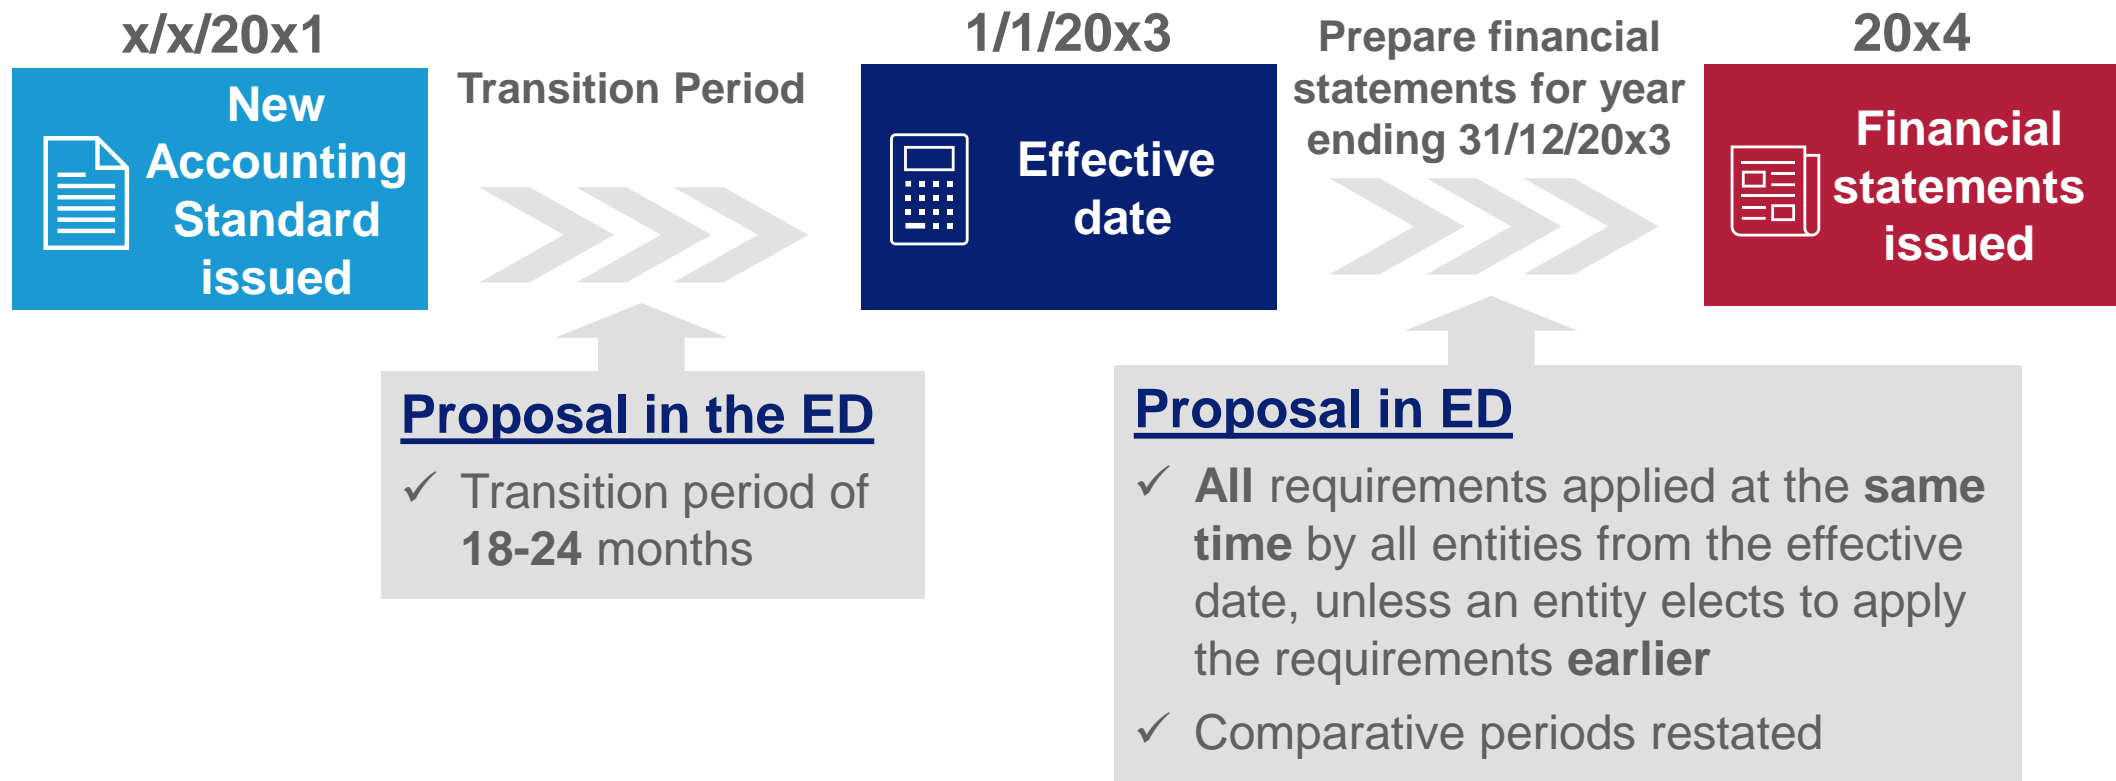 x/x/20x1
New
Accounting
Standard
issued
Transition Period
1/1/20x3
Effective
date
Prepare financial
statements for year
ending 31/12/20x3
20x4
Financial
statements
issued
Proposal in the ED
✓ Transition period of
18-24 months
Proposal in ED
✓ All requirements applied at the same
time by all entities from the effective
date, unless an entity elects to apply
the requirements earlier
✓ Comparative periods restated